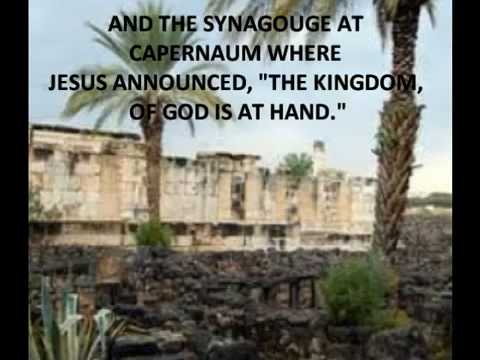 AND THE SYNAGOUGE AT
CAPERNAUM WHERE
JESUS ANNOUNCED, "THE KINGDOM,
OF GOD IS AT HAND."